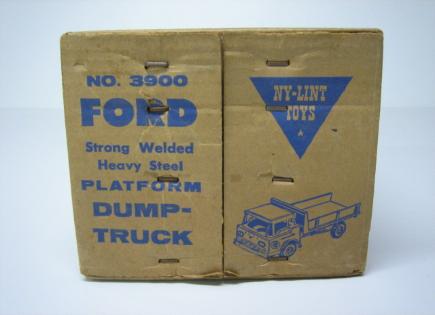 NO. 3900
FORD
Strong Welded
Heavy Steel
PLATFORM
DUMP-
TRUCK
NY-LINT
TOYS